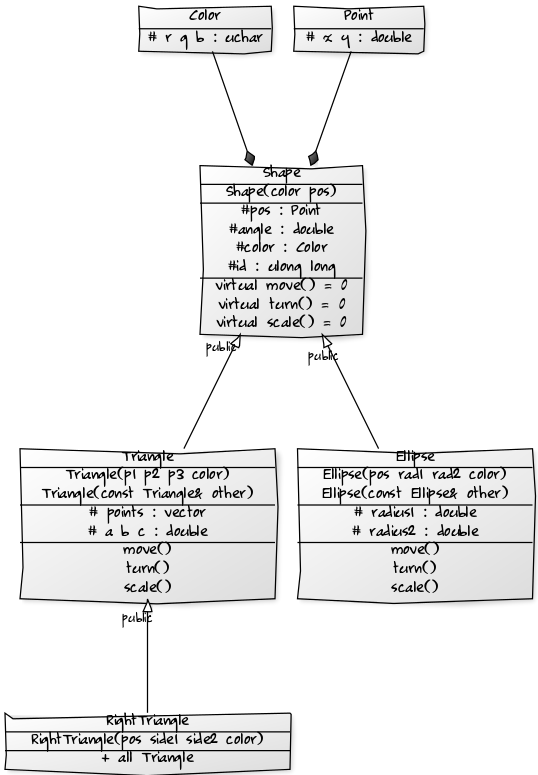 Color
# r g b : uchar
Point
# x y : double
Shape
Shape(color pos)
#pos : Point
#angle : double
#color : Color
#id : ulong long
virtual move() = 0
virtual turn() = 0
virtual scale() = 0
public
public
Triangle
Triangle(p1 p2 p3 color)
Triangle(const Triangle& other)
# points : vector
# a b c : double
move()
turn()
scale()
Ellipse
Ellipse(pos rad1 rad2 color)
Ellipse(const Ellipse& other)
# radius1 : double
# radius2 : double
move()
turn()
scale()
public
RightTriangle
RightTriangle(pos side1 side2 color)
+ all Triangle